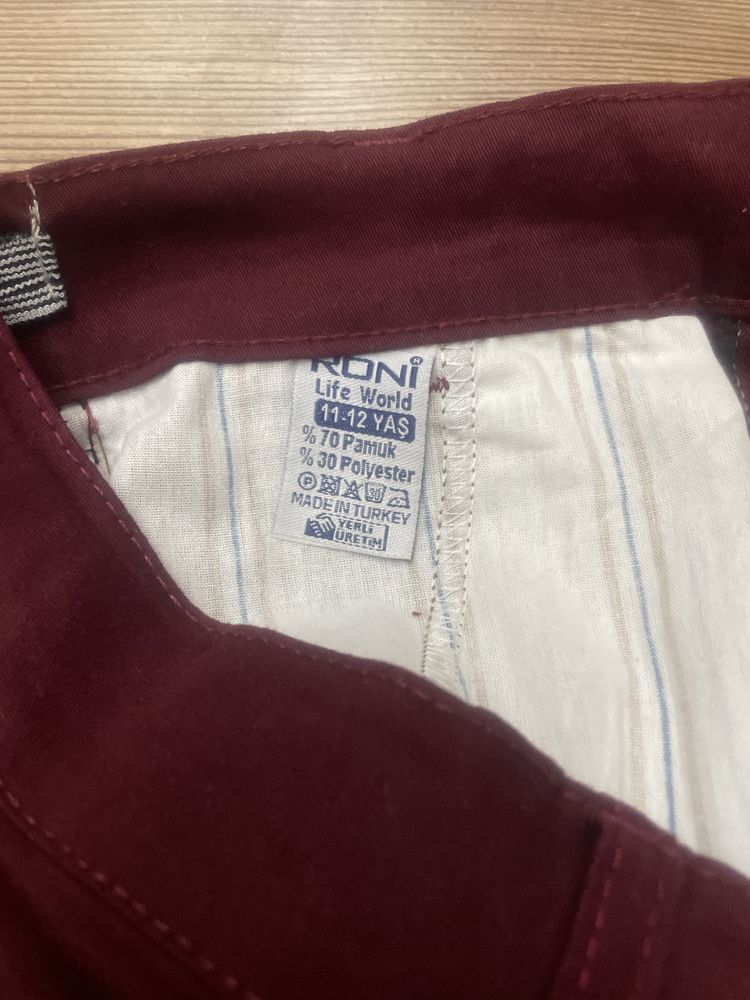 RONI®
Life World
11-12 YAŞ
% 70 Pamuk
% 30 Polyester
MADE IN TURKEY
YERLİ
ÜRETİM